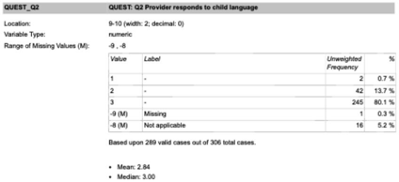 QUEST_Q2 QUEST: Q2 Provider responds to child language
Location: 9-10 (width: 2; decimal: 0)
Variable Type: numeric
Range of Missing Values (M): -9 , -8
Value Label Unweighted Frequency %
1 - 2 0.7 %
2 - 42 13.7 %
3 - 245 80.1 %
-9 (M) Missing 1 0.3 %
-8 (M) Not applicable 16 5.2 %
Based upon 289 valid cases out of 306 total cases.
• Mean: 2.84
• Median: 3.00